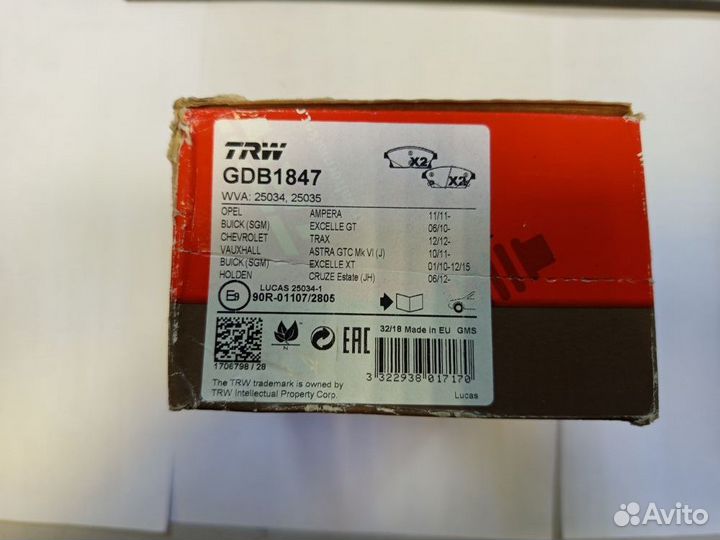 TRW
GDB1847
X2
X2
WVA: 25034, 25035
OPEL AMPERA 11/11-
BUICK (SGM) EXCELLE GT 06/10-
CHEVROLET TRAX 12/12-
VAUXHALL ASTRA GTC Mk VI (J) 10/11-
BUICK (SGM) EXCELLE XT 01/10-12/15
HOLDEN CRUZE Estate (JH) 06/12-
LUCAS 25034-1
E9 90R-01107/2805
32/18 Made in EU GMS
N
EAC
1706798 / 28
3 322938 017170
The TRW trademark is owned by
TRW Intellectual Property Corp.
Lucas
Avito